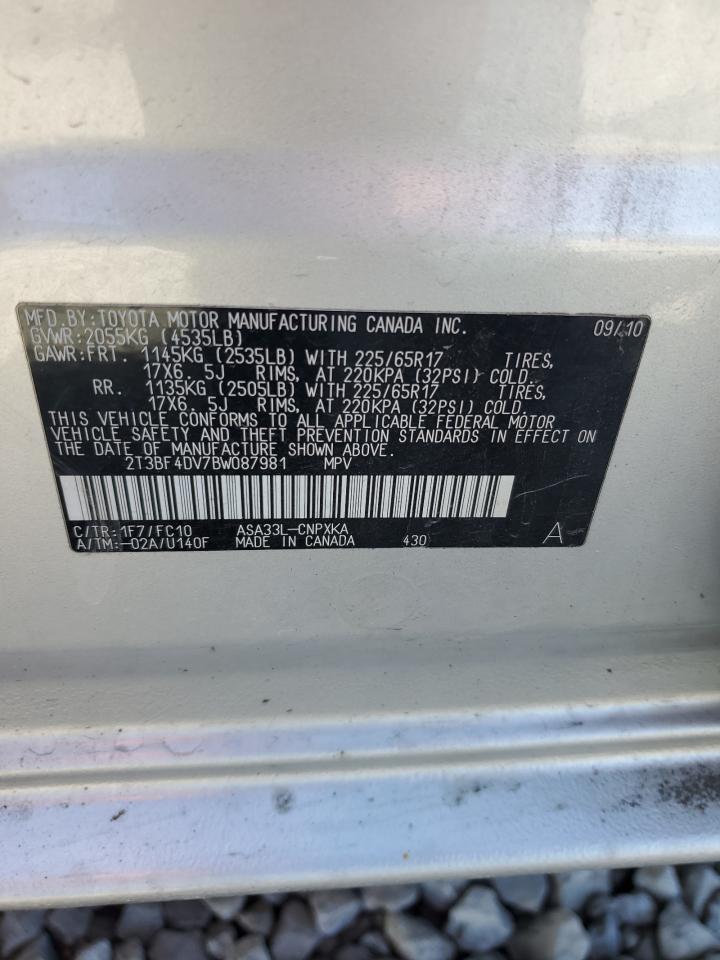 MFD.BY:TOYOTA MOTOR MANUFACTURING CANADA INC. 09/10
GVWR:2055KG (4535LB)
GAWR:FRT. 1145KG (2535LB) WITH 225/65R17 TIRES,
17X6. 5J RIMS, AT 220KPA (32PSI) COLD.
RR. 1135KG (2505LB) WITH 225/65R17 TIRES,
17X6. 5J RIMS, AT 220KPA (32PSI) COLD.
THIS VEHICLE CONFORMS TO ALL APPLICABLE FEDERAL MOTOR
VEHICLE SAFETY AND THEFT PREVENTION STANDARDS IN EFFECT ON
THE DATE OF MANUFACTURE SHOWN ABOVE.
2T3BF4DV7BW087981 MPV
C/TR:1F7/FC10 ASA33L-CNPXKA
A/TM:-02A/U140F MADE IN CANADA 430 A